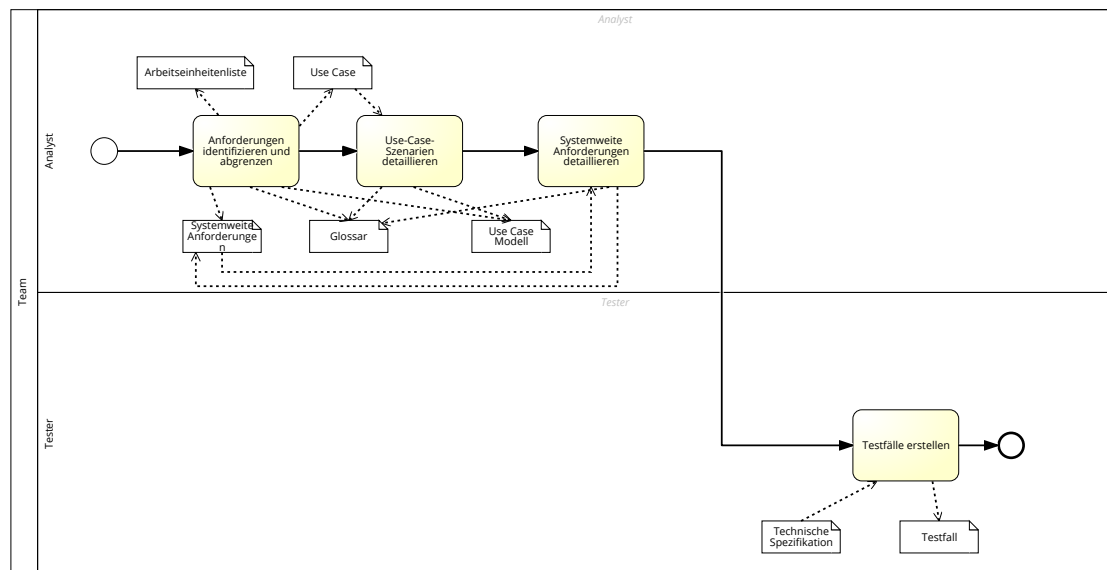 Analyst
Arbeitseinheitenliste
Use Case
Anforderungen
identifizieren und
abgrenzen
Use-Case-
Szenarien
detaillieren
Systemweite
Anforderungen
detaillieren
Analyst
Systemweite
Anforderunge
n
Glossar
Use Case
Modell
Team
Tester
Tester
Testfälle erstellen
Technische
Spezifikation
Testfall